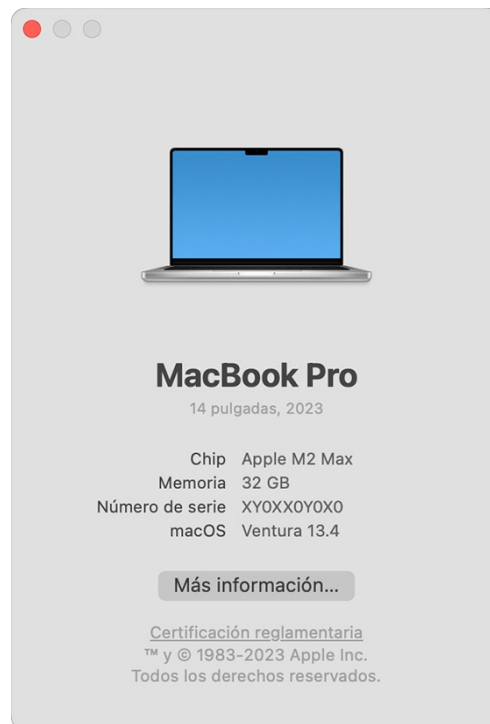 MacBook Pro
14 pulgadas, 2023
Chip Apple M2 Max
Memoria 32 GB
Número de serie XY0XX0Y0X0
macOS Ventura 13.4
Más información...
Certificación reglamentaria
™ y © 1983-2023 Apple Inc.
Todos los derechos reservados.